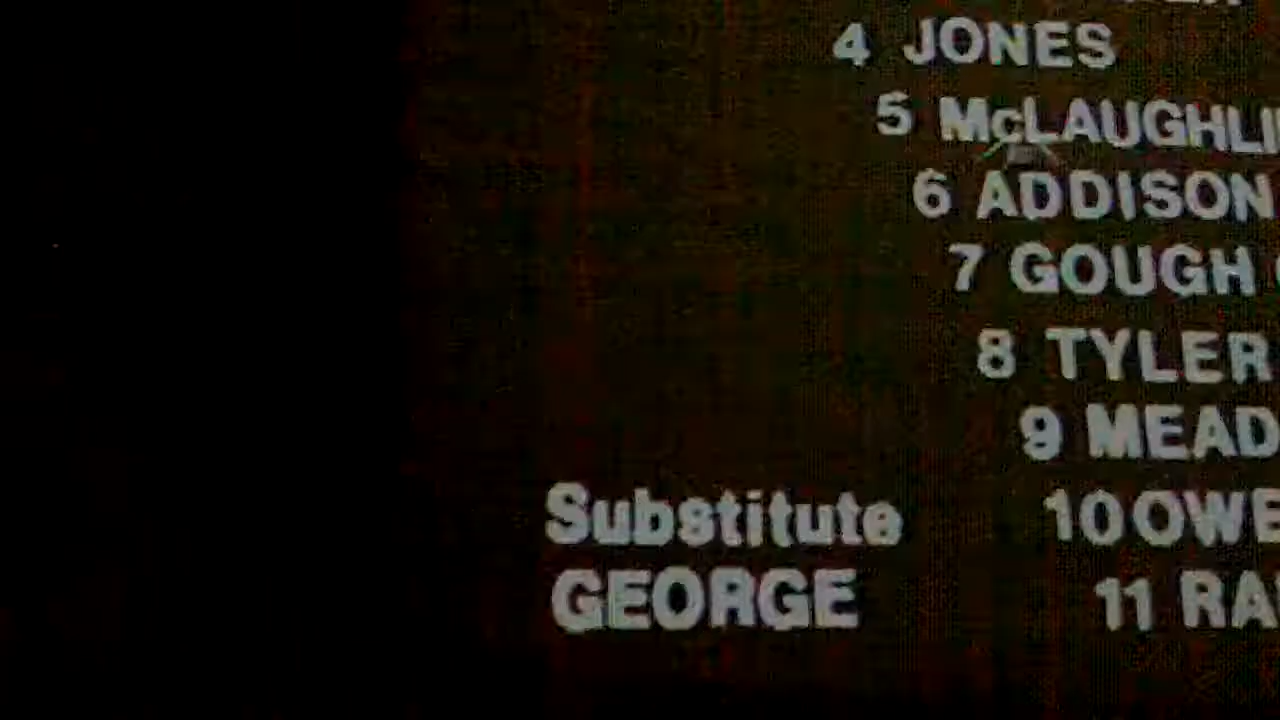 4 JONES
5 McLAUGHLI
6 ADDISON
7 GOUGH
8 TYLER
9 MEAD
Substitute 10 OWE
GEORGE 11 RA